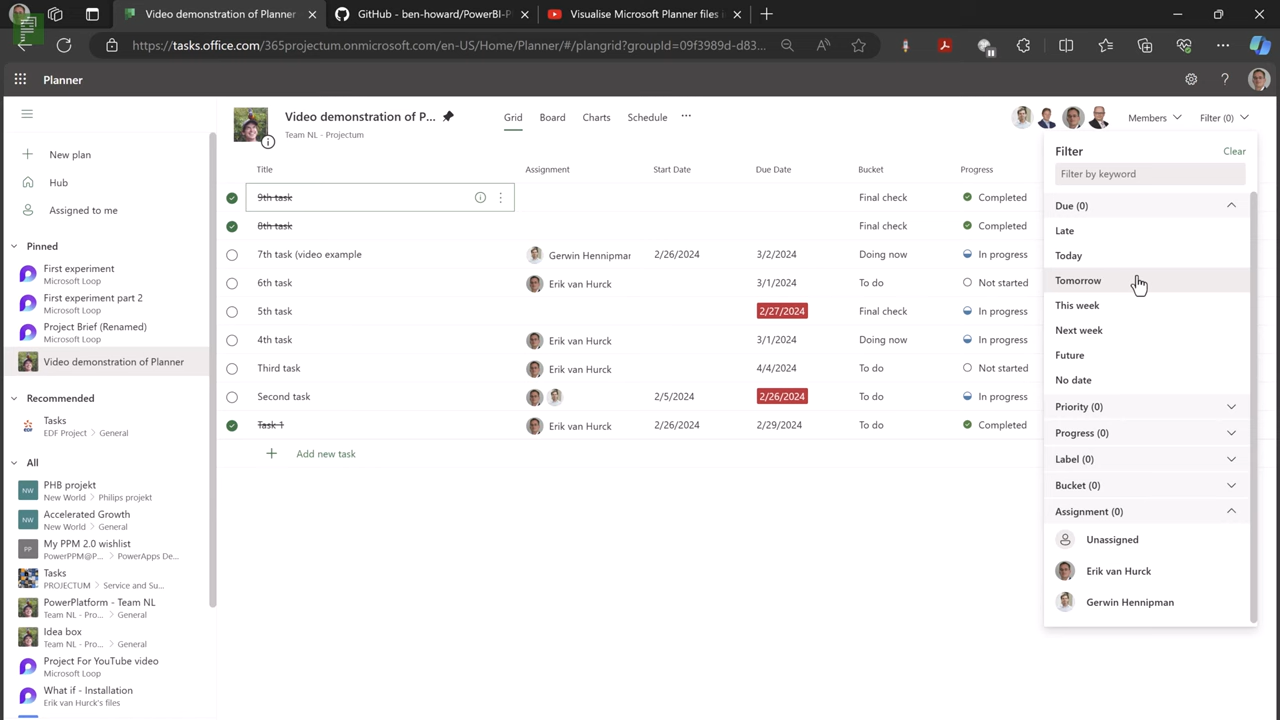 Video demonstration of Planner
GitHub - ben-howard/PowerBI-P
Visualise Microsoft Planner files
https://tasks.office.com/365projectum.onmicrosoft.com/en-US/Home/Planner/#/plangrid?groupId=09f3989d-d83...
Planner
Video demonstration of P...
Team NL - Projectum
Grid Board Charts Schedule ...
Members Filter (0)
New plan
Hub
Assigned to me
Pinned
First experiment
Microsoft Loop
First experiment part 2
Microsoft Loop
Project Brief (Renamed)
Microsoft Loop
Video demonstration of Planner
Recommended
Tasks
EDF Project > General
All
NW PHB projekt
New World > Philips projekt
NW Accelerated Growth
New World > General
PP My PPM 2.0 wishlist
PowerPPM@P... > PowerApps De...
Tasks
PROJECTUM > Service and Su...
PowerPlatform - Team NL
Team NL - Pro... > General
Idea box
Team NL - Pro... > General
Project For YouTube video
Microsoft Loop
What if - Installation
Erik van Hurck's files
Title Assignment Start Date Due Date Bucket Progress
9th task Final check Completed
8th task Final check Completed
7th task (video example Gerwin Hennipmar 2/26/2024 3/2/2024 Doing now In progress
6th task Erik van Hurck 3/1/2024 To do Not started
5th task 2/27/2024 Final check In progress
4th task Erik van Hurck 3/1/2024 Doing now In progress
Third task Erik van Hurck 4/4/2024 To do Not started
Second task 2/5/2024 2/26/2024 To do In progress
Task 1 Erik van Hurck 2/26/2024 2/29/2024 To do Completed
+ Add new task
Filter Clear
Filter by keyword
Due (0)
Late
Today
Tomorrow
This week
Next week
Future
No date
Priority (0)
Progress (0)
Label (0)
Bucket (0)
Assignment (0)
Unassigned
Erik van Hurck
Gerwin Hennipman